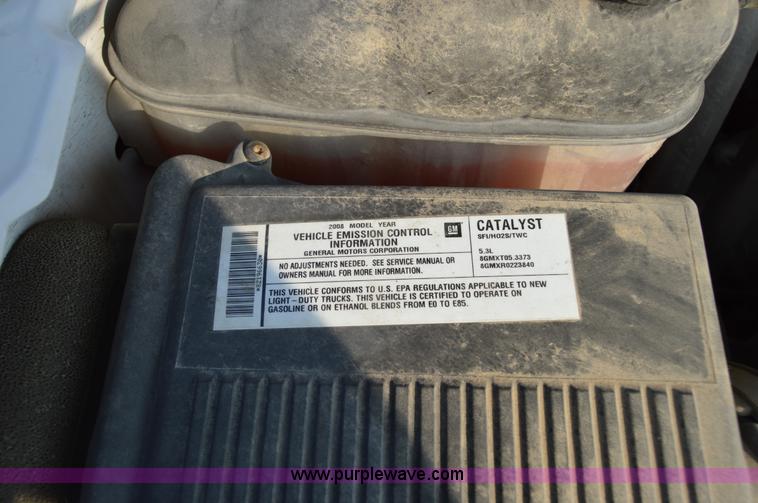 2008 MODEL YEAR
VEHICLE EMISSION CONTROL
INFORMATION
GENERAL MOTORS CORPORATION
GM
CATALYST
SFI/HO2S/TWC
NO ADJUSTMENTS NEEDED. SEE SERVICE MANUAL OR
OWNERS MANUAL FOR MORE INFORMATION.
5.3L
8GMXT05.3373
8GMXR0223840
THIS VEHICLE CONFORMS TO U.S. EPA REGULATIONS APPLICABLE TO NEW
LIGHT-DUTY TRUCKS. THIS VEHICLE IS CERTIFIED TO OPERATE ON
GASOLINE OR ON ETHANOL BLENDS FROM E0 TO E85.
www.purplewave.com